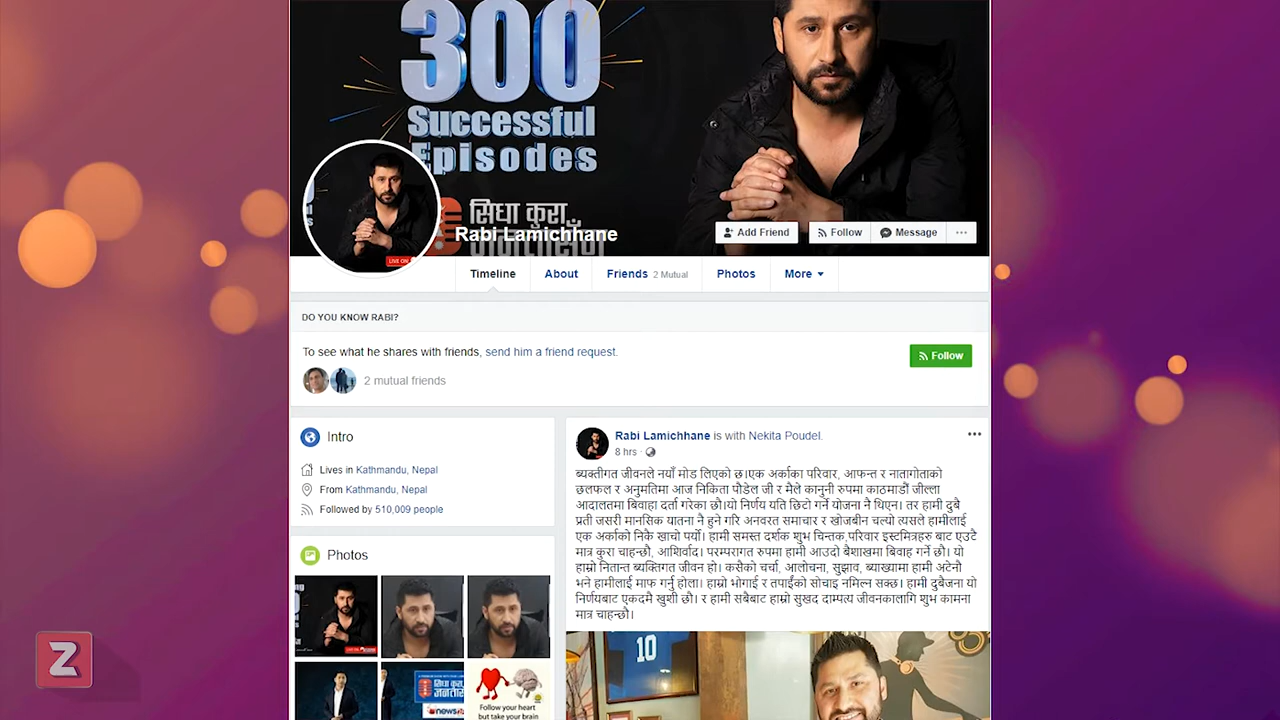 300
Successful
Episodes
सिधा कुरा
जनतासँग
Rabi Lamichhane
LIVE ON
Add Friend
Follow
Message
Timeline
About
Friends 2 Mutual
Photos
More
DO YOU KNOW RABI?
To see what he shares with friends, send him a friend request.
Follow
2 mutual friends
Intro
Lives in Kathmandu, Nepal
From Kathmandu, Nepal
Followed by 510,009 people
Photos
सिधा कुरा
जनतासँग
news24
Follow your heart
but take your brain
Rabi Lamichhane is with Nekita Poudel.
8 hrs ·
ब्यक्तीगत जीवनले नयाँ मोड लिएको छ।एक अर्काका परिवार, आफन्त र नातागोताको
छलफल र अनुमतिमा आज निकिता पौडेल जी र मैले कानुनी रुपमा काठमाडौं जील्ला
आदालतमा बिवाहा दर्ता गरेका छौ।यो निर्णय यति छिटो गर्ने योजना नै थिएन। तर हामी दुबै
प्रती जसरी मानसिक यातना नै हुने गरि अनवरत समाचार र खोजबीन चल्यो त्यसले हामीलाई
एक अर्काको निकै खाचो पर्यो। हामी समस्त दर्शक शुभ चिन्तक,परिवार इस्टमित्रहरु बाट एउटै
मात्र कुरा चाहन्छौ, आशिर्वाद। परम्परागत रुपमा हामी आउदो बैशाखमा बिवाह गर्ने छौ। यो
हाम्रो नितान्त ब्यक्तिगत जीवन हो। कसैको चर्चा, आलोचना, सुझाव, ब्याख्यामा हामी अटेनौ
भने हामीलाई माफ गर्नु होला। हाम्रो भोगाई र तपाईंको सोचाइ नमिल्न सक्छ। हामी दुबैजना यो
निर्णयबाट एकदमै खुशी छौ। र हामी सबैबाट हाम्रो सुखद दाम्पत्य जीवनकालागि शुभ कामना
मात्र चाहन्छौ।
10
Z